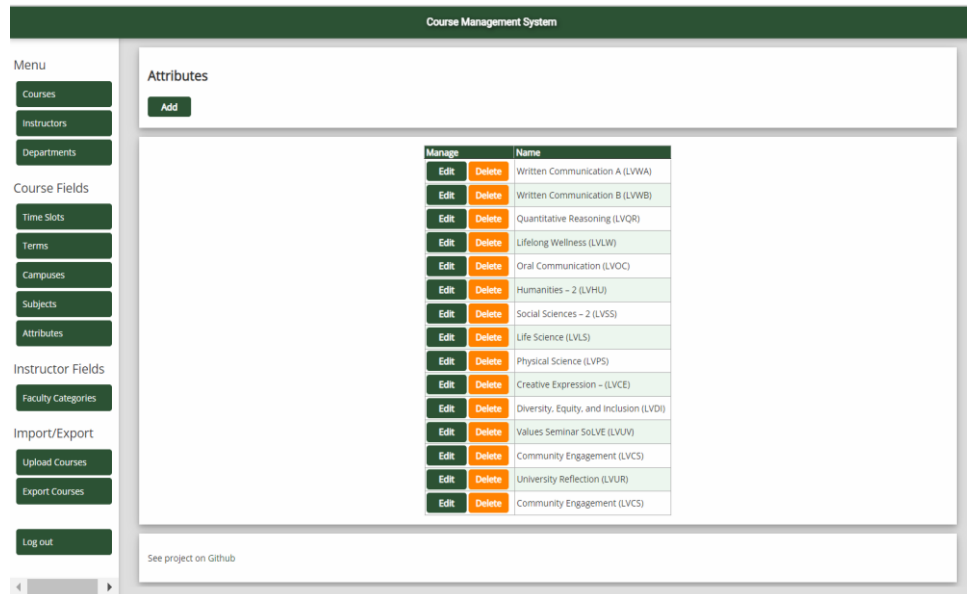 Course Management System
Menu
Courses
Instructors
Departments
Course Fields
Time Slots
Terms
Campuses
Subjects
Attributes
Instructor Fields
Faculty Categories
Import/Export
Upload Courses
Export Courses
Log out
Attributes
Add
Manage Name
Edit Delete Written Communication A (LVWA)
Edit Delete Written Communication B (LVWB)
Edit Delete Quantitative Reasoning (LVQR)
Edit Delete Lifelong Wellness (LVLW)
Edit Delete Oral Communication (LVOC)
Edit Delete Humanities – 2 (LVHU)
Edit Delete Social Sciences – 2 (LVSS)
Edit Delete Life Science (LVLS)
Edit Delete Physical Science (LVPS)
Edit Delete Creative Expression – (LVCE)
Edit Delete Diversity, Equity, and Inclusion (LVDI)
Edit Delete Values Seminar SoLVE (LVUV)
Edit Delete Community Engagement (LVCS)
Edit Delete University Reflection (LVUR)
Edit Delete Community Engagement (LVCS)
See project on Github